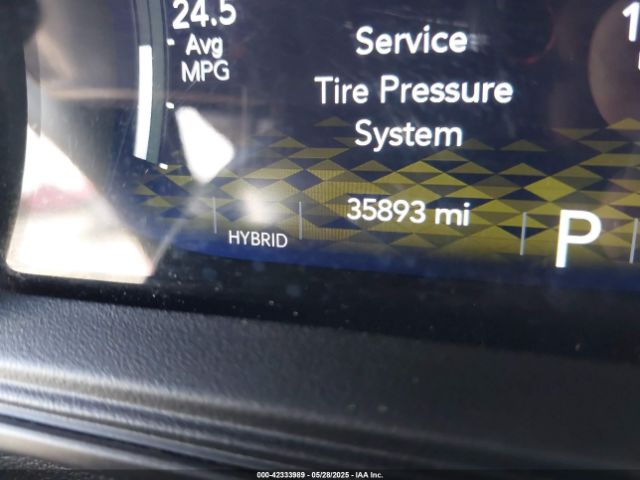 24.5
Avg
MPG
Service
Tire Pressure
System
35893 mi
HYBRID
P
000-42333989 | 05/28/2025 | IAA Inc.